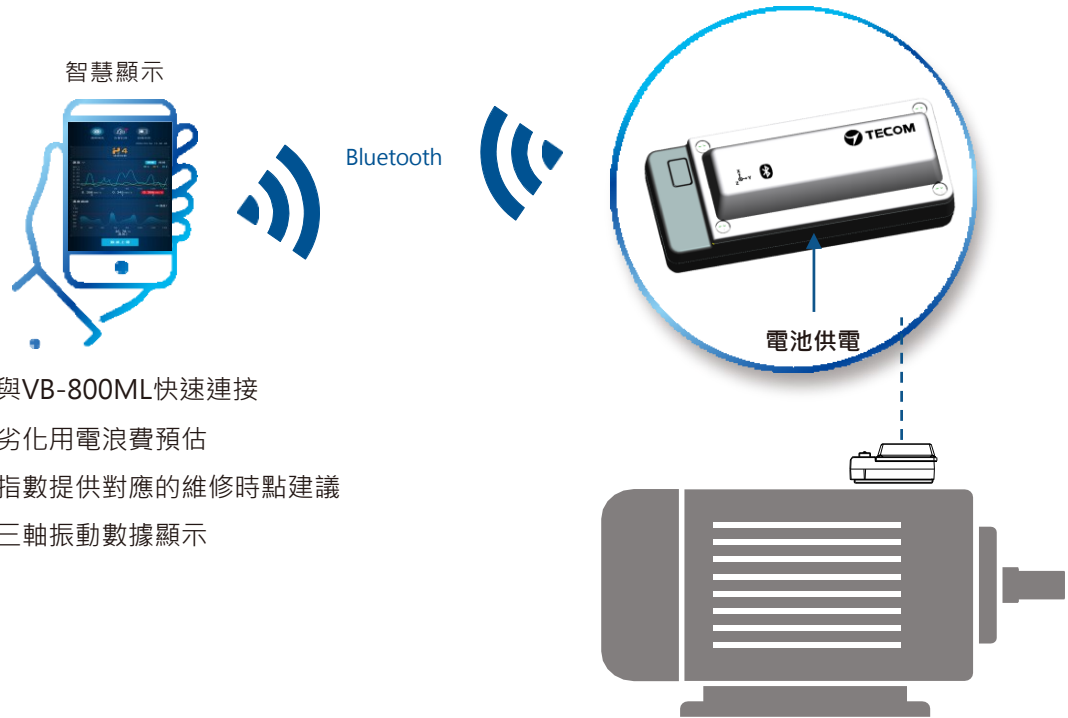 智慧顯示
Bluetooth
TECOM
電池供電
與VB-800ML快速連接
劣化用電浪費預估
指數提供對應的維修時點建議
三軸振動數據顯示